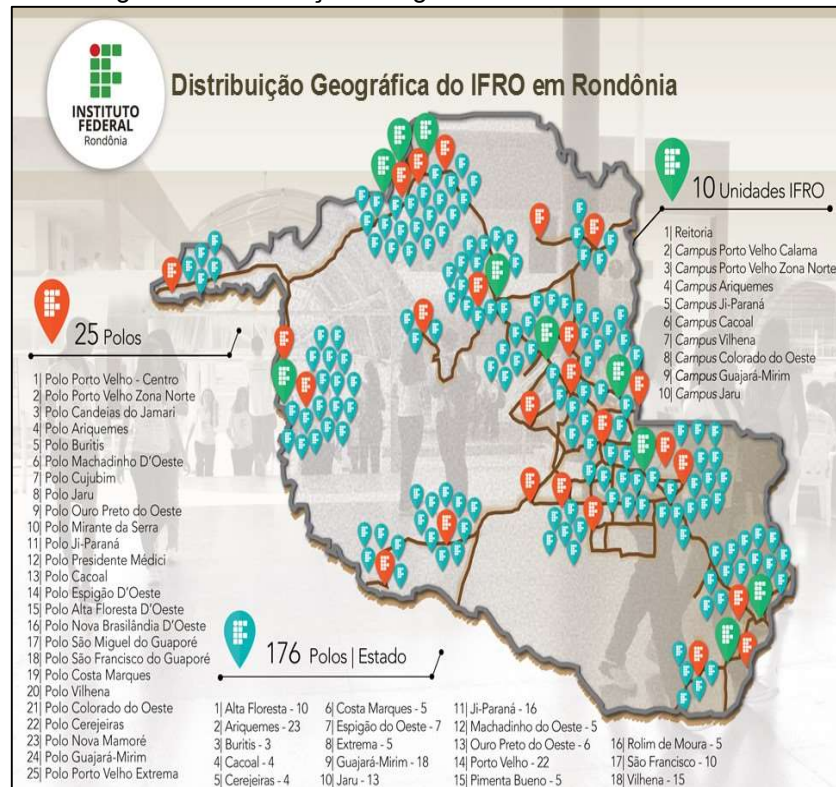 INSTITUTO
FEDERAL
Rondônia
Distribuição Geográfica do IFRO em Rondônia
10 Unidades IFRO
1| Reitoria
2| Campus Porto Velho Calama
3| Campus Porto Velho Zona Norte
4| Campus Ariquemes
5| Campus Ji-Paraná
6| Campus Cacoal
7| Campus Vilhena
8| Campus Colorado do Oeste
9| Campus Guajará-Mirim
10| Campus Jaru
25 Polos
1| Polo Porto Velho - Centro
2| Polo Porto Velho Zona Norte
3| Polo Candeias do Jamari
4| Polo Ariquemes
5| Polo Buritis
6| Polo Machadinho D'Oeste
7| Polo Cujubim
8| Polo Jaru
9| Polo Ouro Preto do Oeste
10| Polo Mirante da Serra
11| Polo Ji-Paraná
12| Polo Presidente Médici
13| Polo Cacoal
14| Polo Espigão D'Oeste
15| Polo Alta Floresta D'Oeste
16| Polo Nova Brasilândia D'Oeste
17| Polo São Miguel do Guaporé
18| Polo São Francisco do Guaporé
19| Polo Costa Marques
20| Polo Vilhena
21| Polo Colorado do Oeste
22| Polo Cerejeiras
23| Polo Nova Mamoré
24| Polo Guajará-Mirim
25| Polo Porto Velho Extrema
176 Polos | Estado
1| Alta Floresta - 10
2| Ariquemes - 23
3| Buritis - 3
4| Cacoal - 4
5| Cerejeiras - 4
6| Costa Marques - 5
7| Espigão do Oeste - 7
8| Extrema - 5
9| Guajará-Mirim - 18
10| Jaru - 13
11| Ji-Paraná - 16
12| Machadinho do Oeste - 5
13| Ouro Preto do Oeste - 6
14| Porto Velho - 22
15| Pimenta Bueno - 5
16| Rolim de Moura - 5
17| São Francisco - 10
18| Vilhena - 15